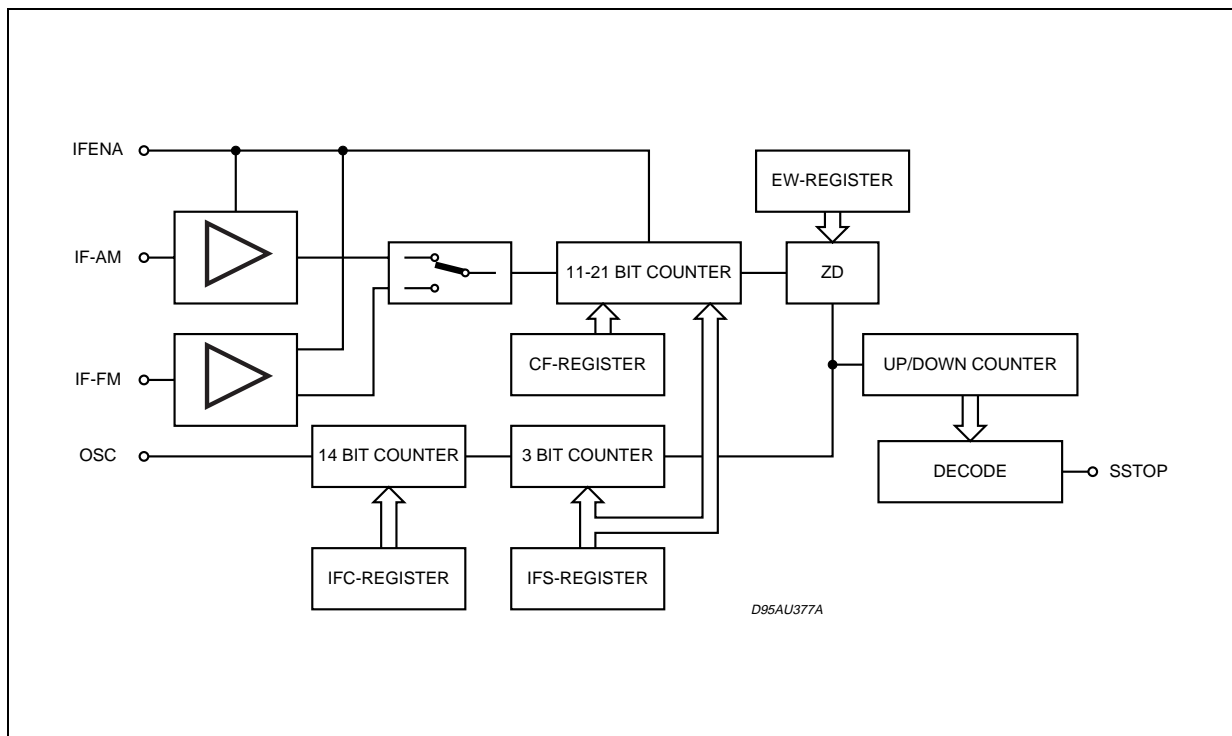 IFENA
EW-REGISTER
IF-AM
11-21 BIT COUNTER
ZD
IF-FM
CF-REGISTER
UP/DOWN COUNTER
OSC
14 BIT COUNTER
3 BIT COUNTER
DECODE
SSTOP
IFC-REGISTER
IFS-REGISTER
D95AU377A